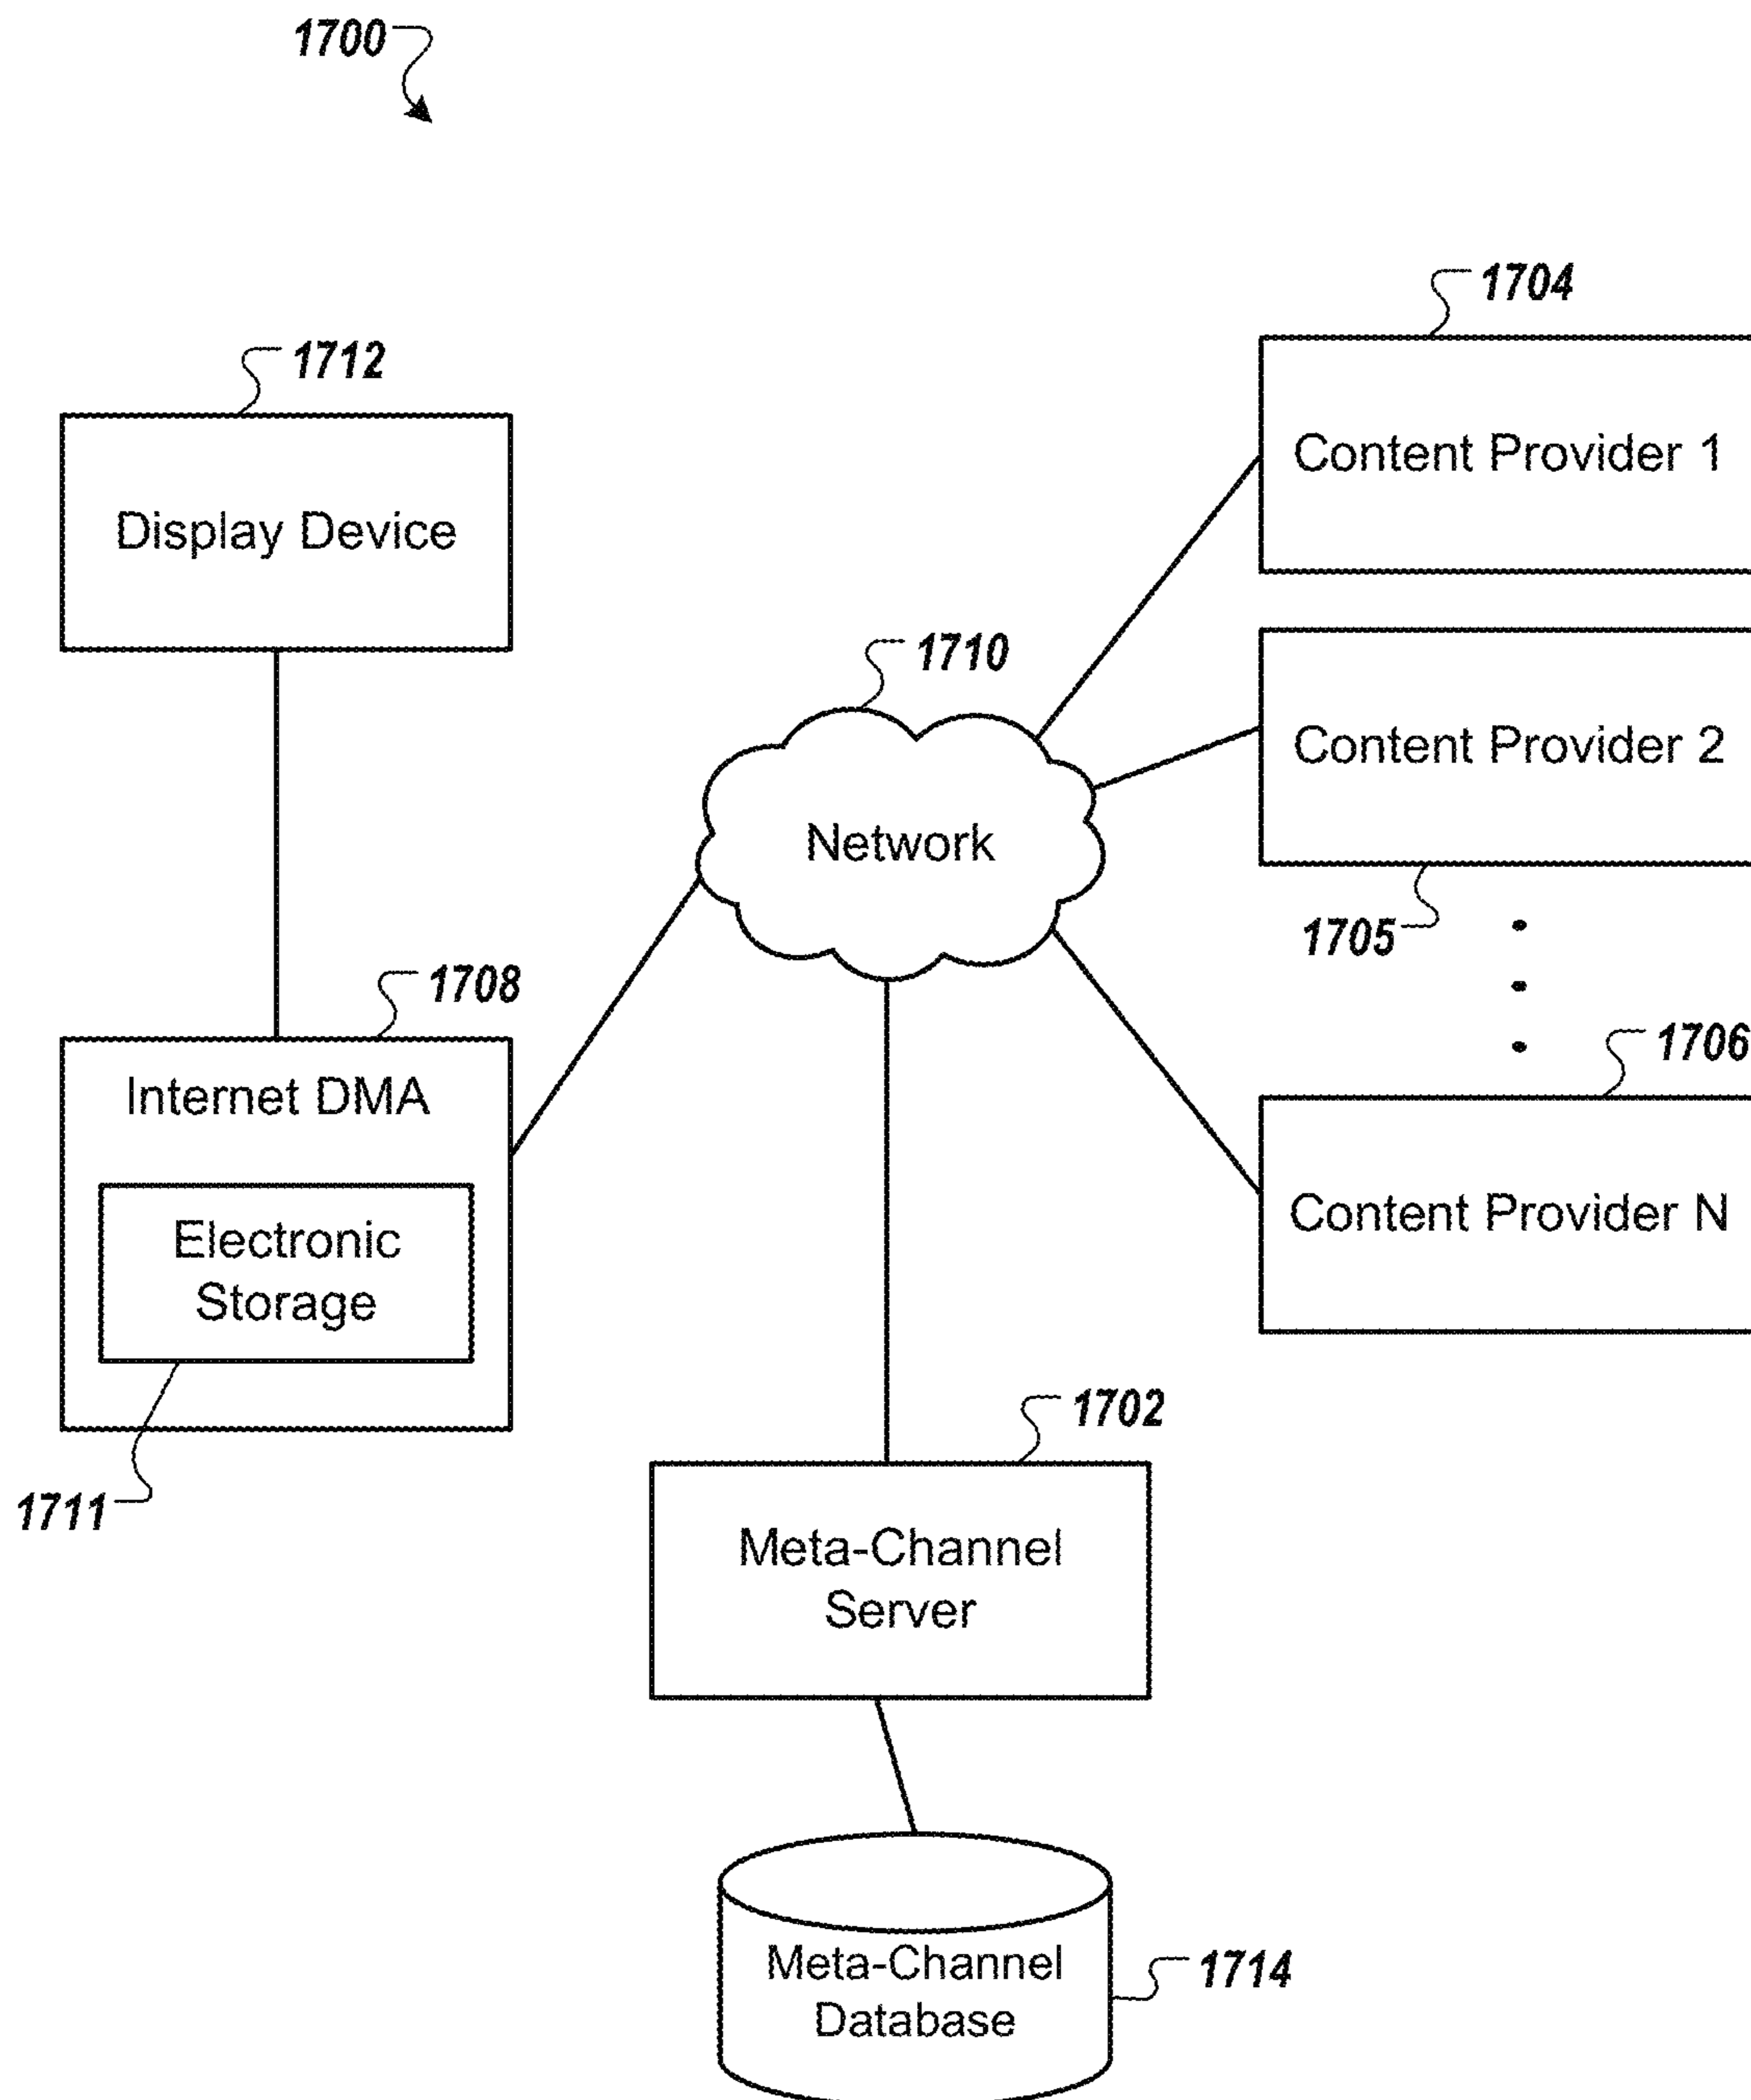 1700
1704
1712
Content Provider 1
Display Device
1710
Content Provider 2
Network
1705
1708
1706
Internet DMA
Content Provider N
Electronic
Storage
1702
1711
Meta-Channel
Server
Meta-Channel
Database
1714